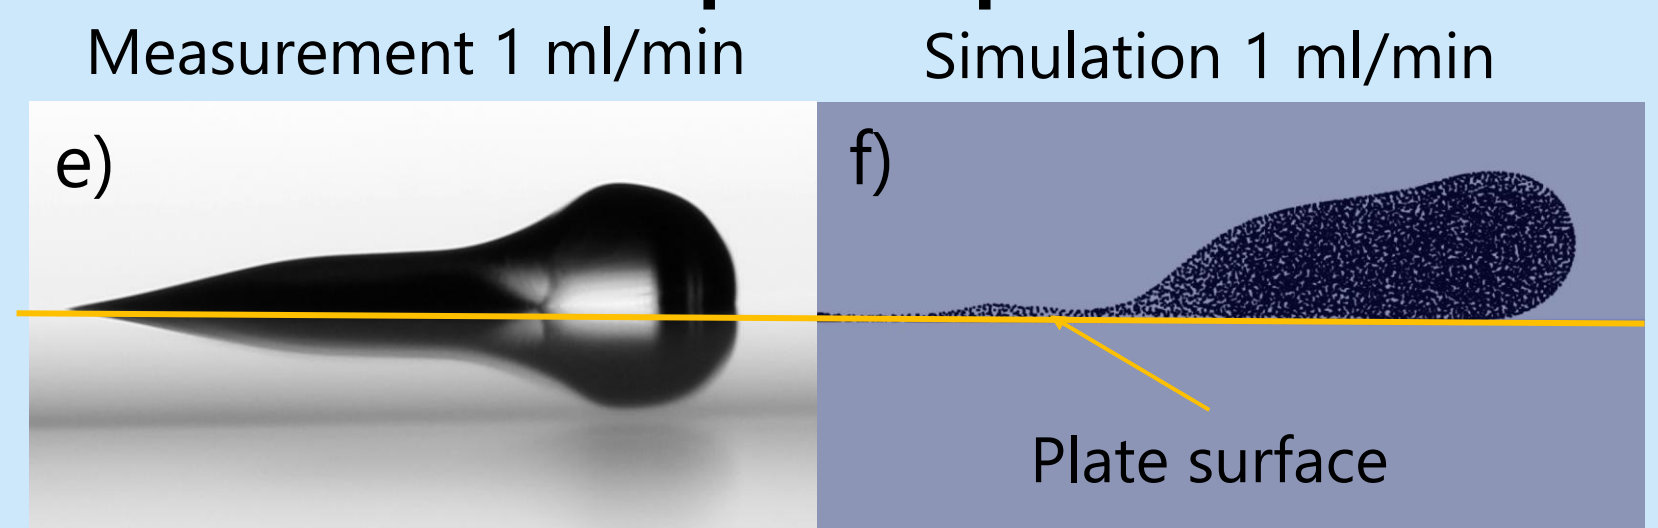 Measurement 1 ml/min
Simulation 1 ml/min
e)
f)
Plate surface